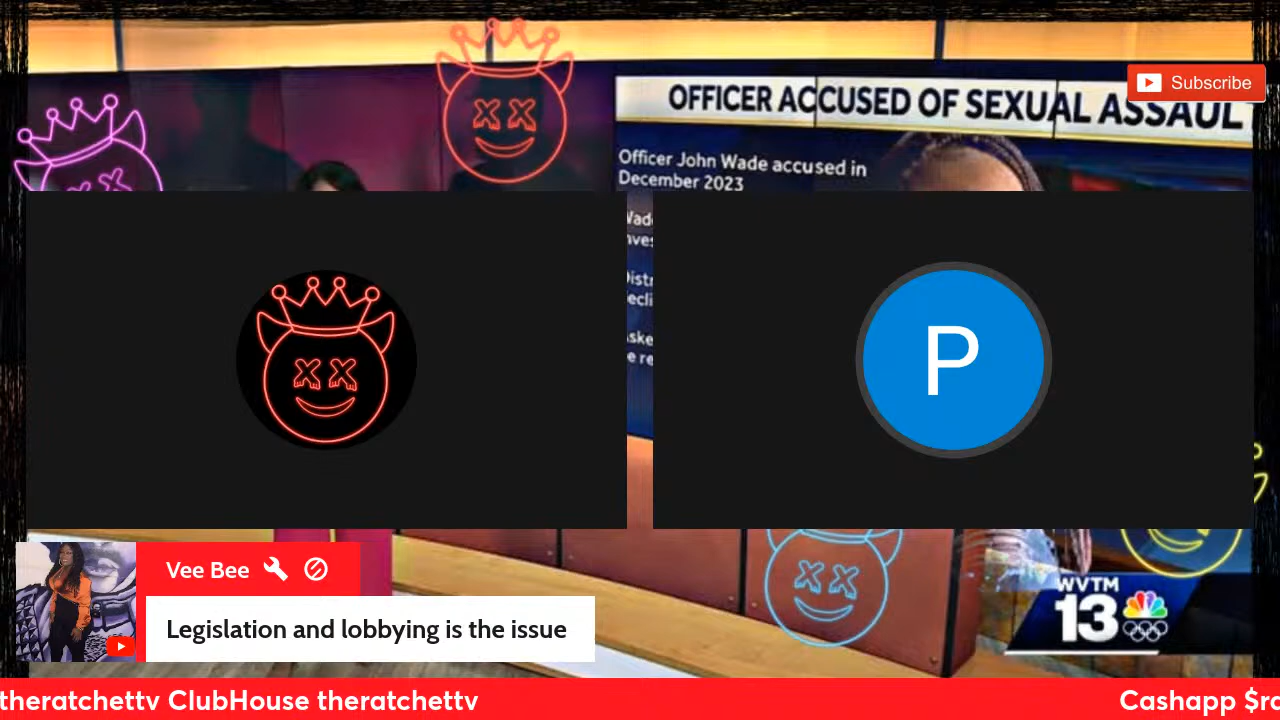 OFFICER ACCUSED OF SEXUAL ASSAUL
Subscribe
Officer John Wade accused in
December 2023
P
Vee Bee
Legislation and lobbying is the issue
WVTM
13
theratchettv ClubHouse theratchettv
Cashapp